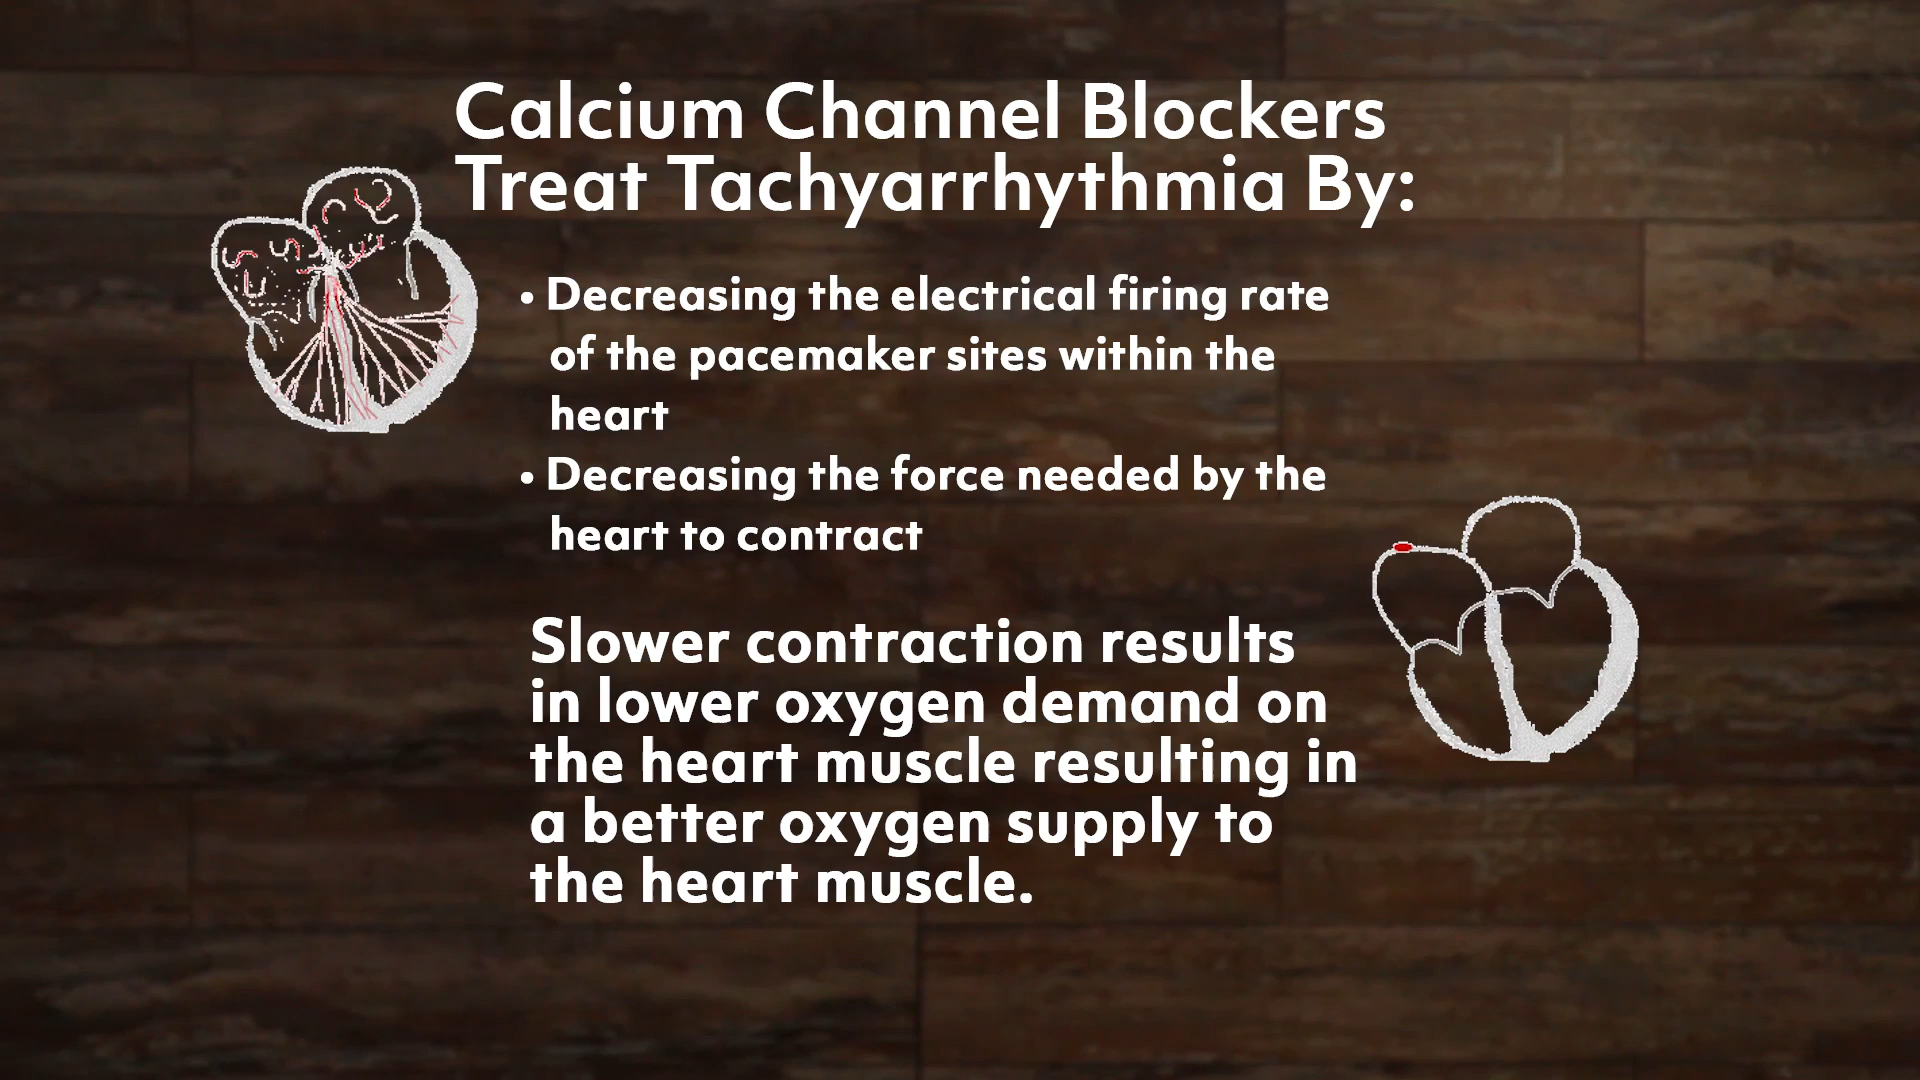 Calcium Channel Blockers
Treat Tachyarrhythmia By:
• Decreasing the electrical firing rate
of the pacemaker sites within the
heart
• Decreasing the force needed by the
heart to contract
Slower contraction results
in lower oxygen demand on
the heart muscle resulting in
a better oxygen supply to
the heart muscle.